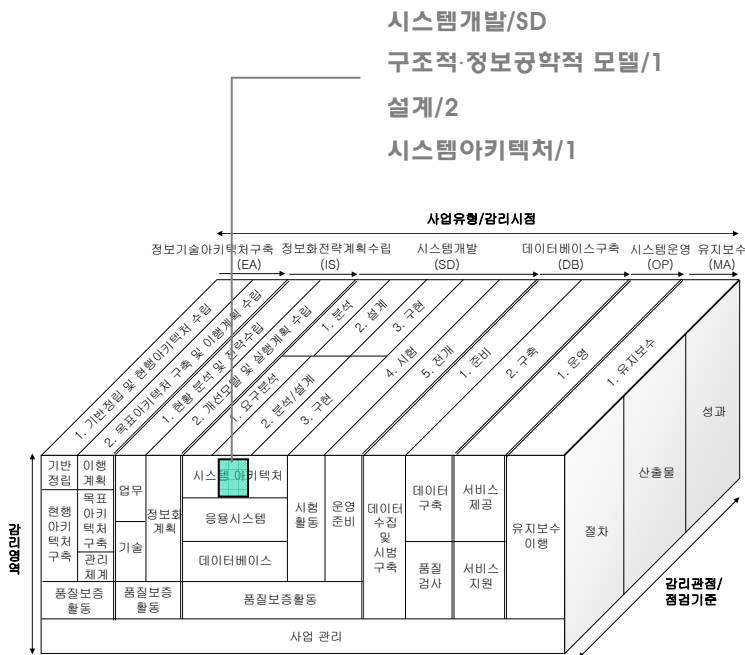 시스템개발/SD
구조적·정보공학적 모델/1
설계/2
시스템아키텍처/1
사업유형/감리시점
정보기술아키텍처구축 정보화전략계획수립 시스템개발 데이터베이스구축 시스템운영 유지보수
(EA) (IS) (SD) (DB) (OP) (MA)
1. 기반정립 및 현행아키텍처 수립
2. 목표아키텍처 구축 및 이행계획 수립
1. 현황 분석 및 전략수립
2. 개선모델 및 실행계획 수립
1. 분석
2. 설계
3. 구현
1. 요구분석
2. 분석/설계
3. 구현
4. 시험
5. 전개
1. 준비
2. 구축
1. 운영
1. 유지보수
기반
정립
이행
계획
현행
아키
텍처
구축
목표
아키
텍처
구축
관리
체계
품질보증
활동
업무
기술
정보화
계획
품질보증
활동
시스템 아키텍처
응용시스템
데이터베이스
시험
활동
운영
준비
품질보증활동
데이터
수집
및
시범
구축
데이터
구축
품질
검사
서비스
제공
서비스
지원
유지보수
이행
사업 관리
절차
산출물
성과
감리영역
감리관점/
점검기준